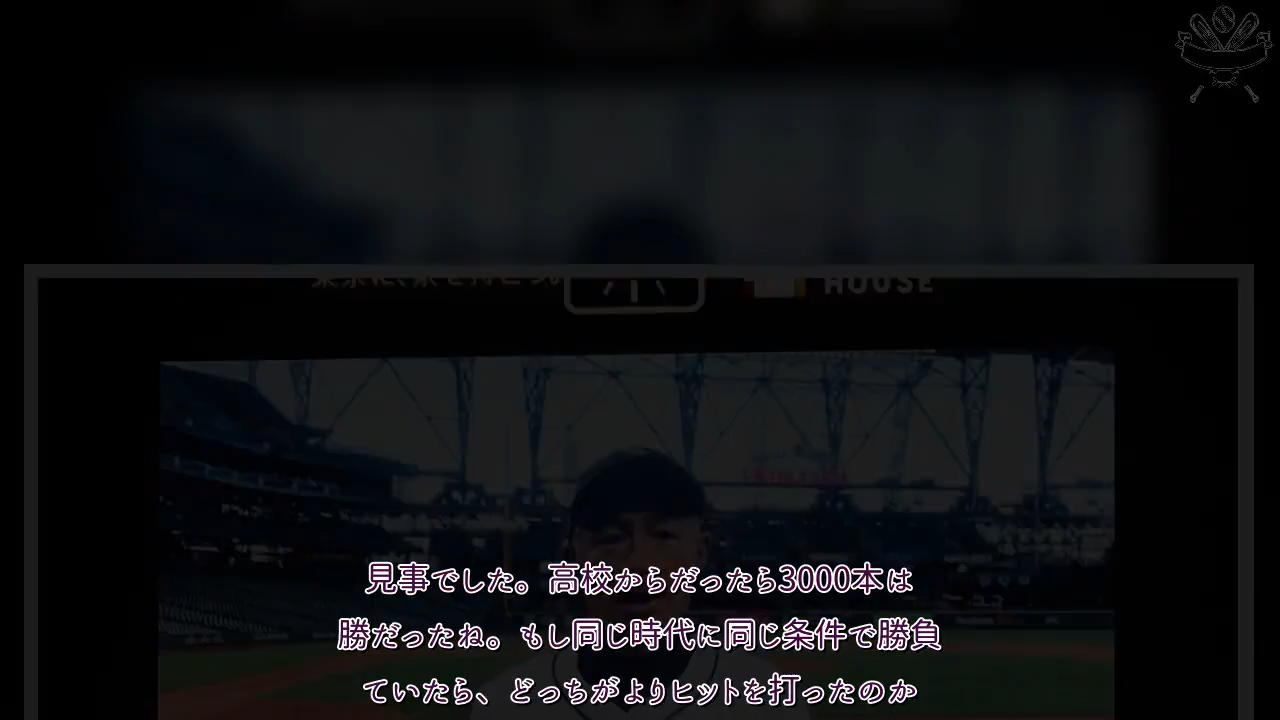 HOUSE
見事でした。高校からだったら3000本は
勝だったね。もし同じ時代に同じ条件で勝負
ていたら、どっちがよりヒットを打ったのか